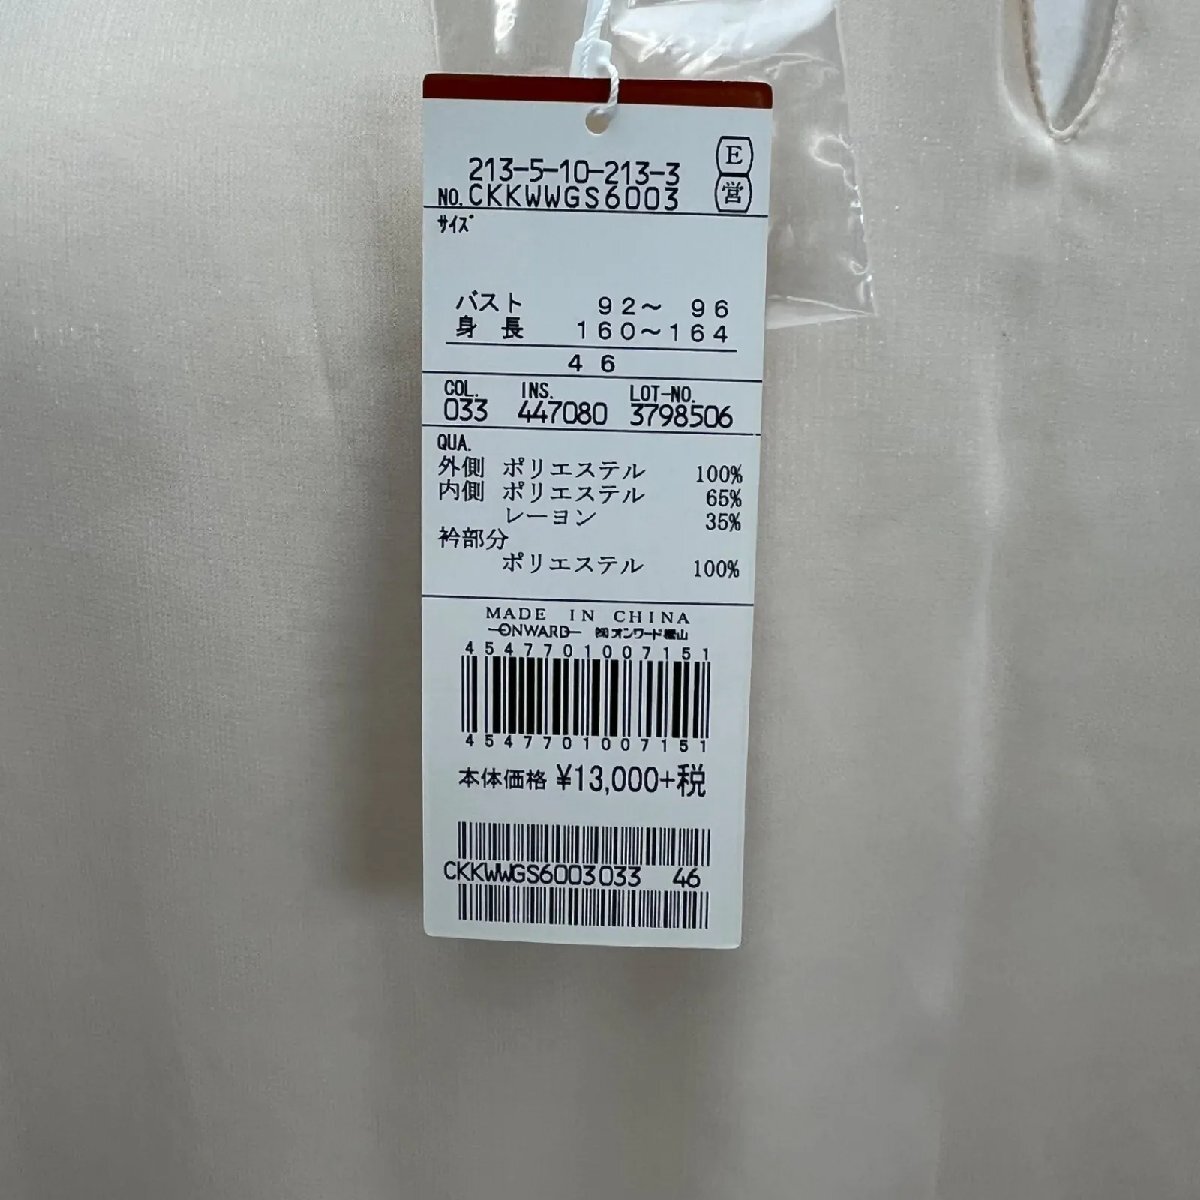 213-5-10-213-3 E
NO. CKKWWGS6003 営
サイズ
バスト 92～ 96
身 長 160～164
46
COL. INS. LOT-NO.
033 447080 3798506
QUA.
外側 ポリエステル 100%
内側 ポリエステル 65%
レーヨン 35%
衿部分
ポリエステル 100%
MADE IN CHINA
ONWARD ㈱オンワード樫山
4547701007151
4547701007151
本体価格 ¥13,000+税
CKKWWGS6003033 46